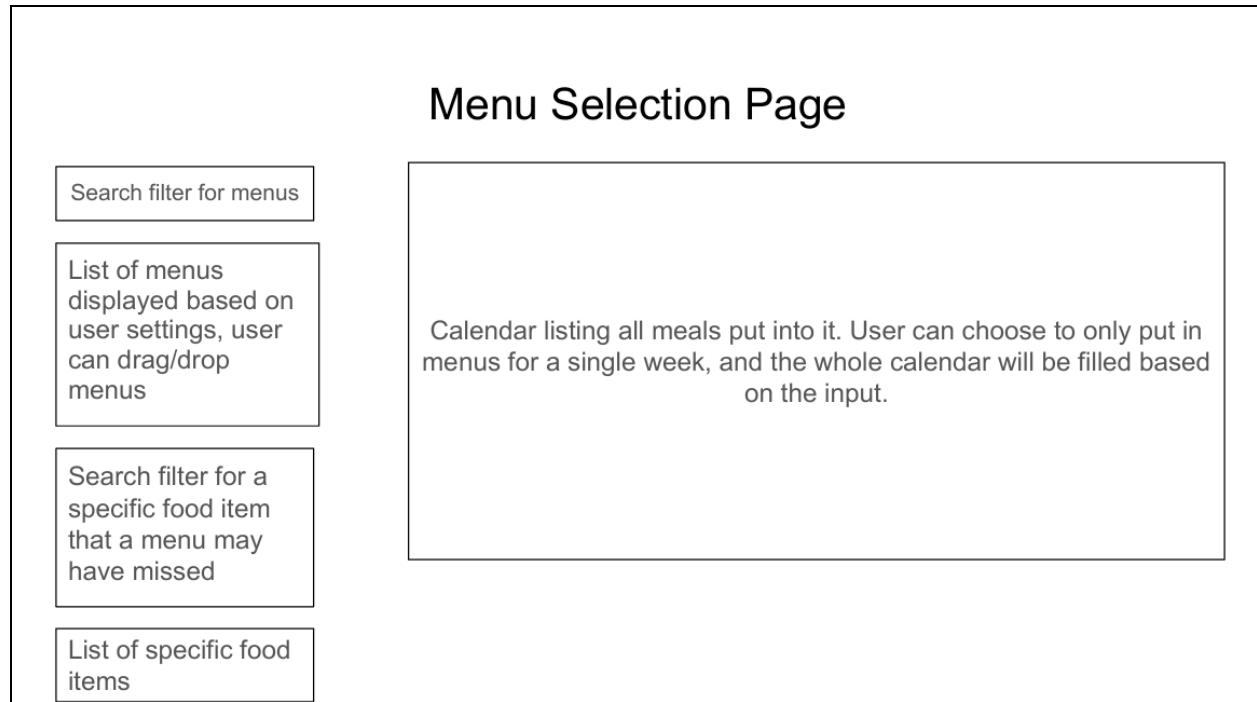 Menu Selection Page
Search filter for menus
List of menus
displayed based on
user settings, user
can drag/drop
menus
Search filter for a
specific food item
that a menu may
have missed
List of specific food
items
Calendar listing all meals put into it. User can choose to only put in
menus for a single week, and the whole calendar will be filled based
on the input.